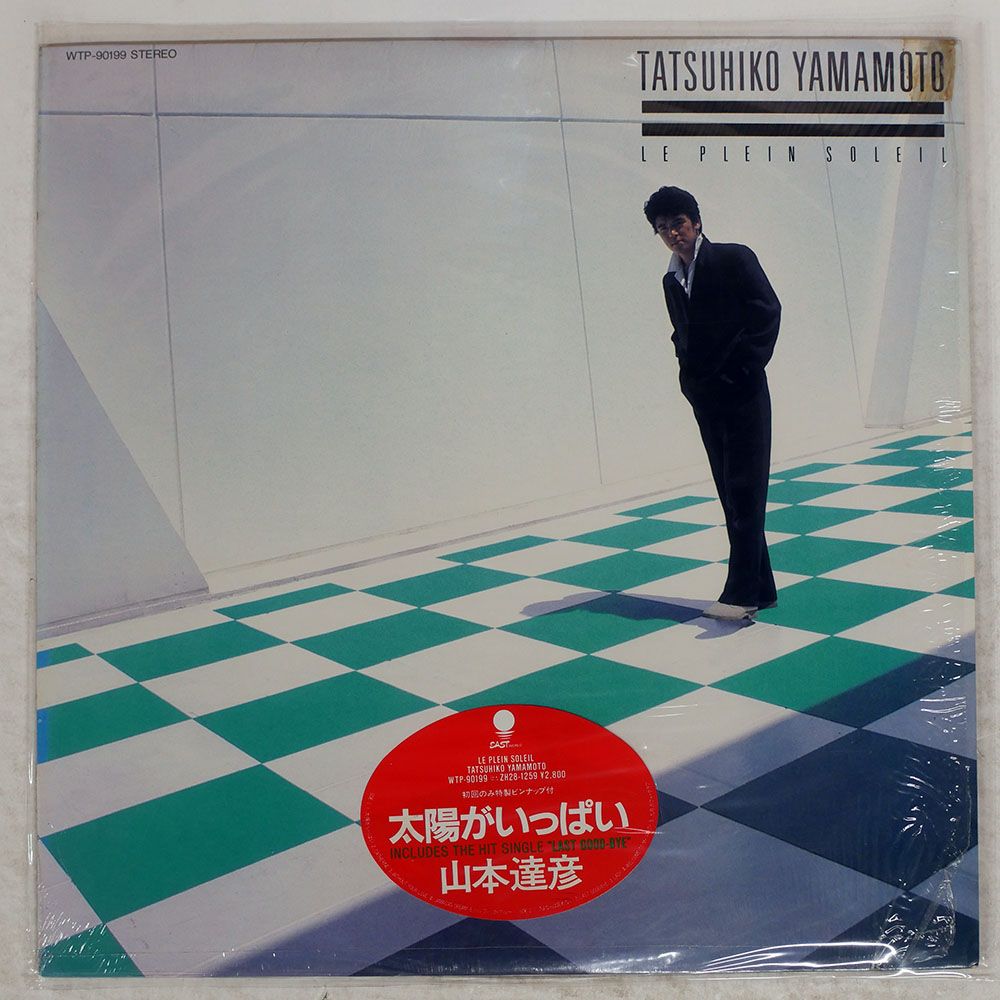 WTP-90199 STEREO
TATSUHIKO YAMAMOTO
LE PLEIN SOLEIL
EAST WORLD
LE PLEIN SOLEIL
TATSUHIKO YAMAMOTO
WTP-90199 ZH28-1259 ¥2,800
初回のみ特製ピンナップ付
太陽がいっぱい
INCLUDES THE HIT SINGLE "LAST GOOD-BYE"
山本達彦